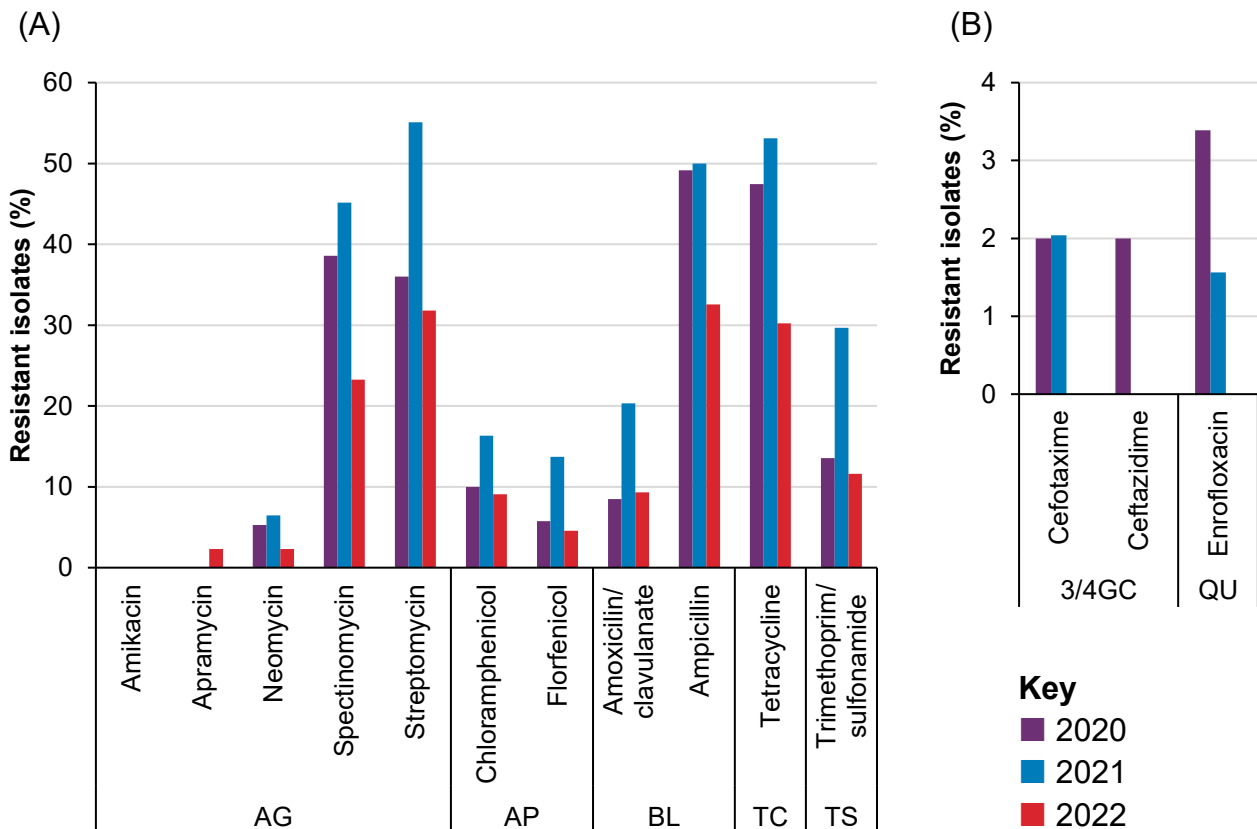 (A)
Resistant isolates (%)
60
50
40
30
20
10
0
Amikacin
Apramycin
Neomycin
Spectinomycin
Streptomycin
Chloramphenicol
Florfenicol
Amoxicilin/
clavulanate
Ampicillin
Tetracycline
Trimethoprim/
sulfonamide
AG
AP
BL
TC
TS
(B)
Resistant isolates (%)
4
3
2
1
0
Cefotaxime
Ceftazidime
Enrofloxacin
3/4GC
QU
Key
2020
2021
2022